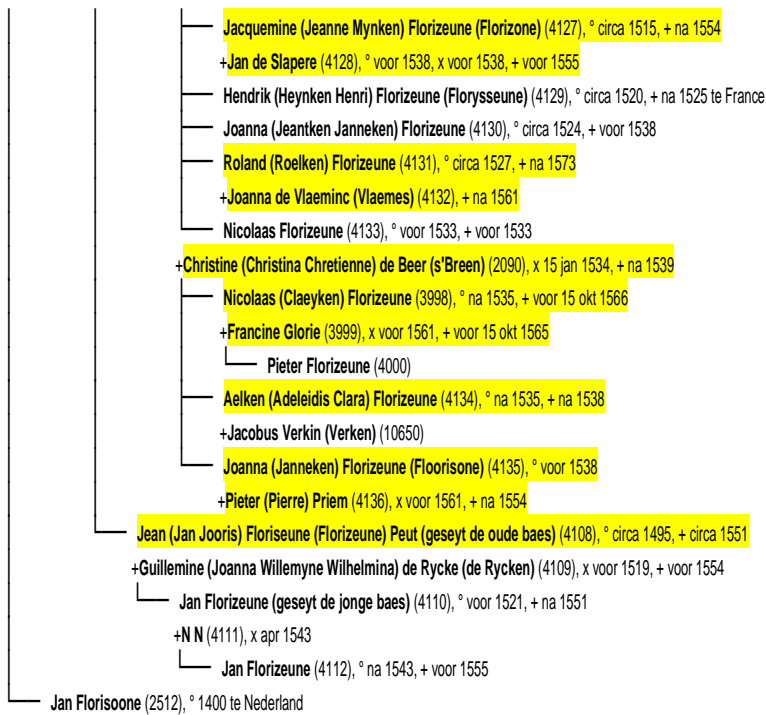 Jacquemine (Jeanne Mynken) Florizeune (Florizone) (4127), ° circa 1515, + na 1554
+Jan de Slapere (4128), ° voor 1538, x voor 1538, + voor 1555
Hendrik (Heynken Henri) Florizeune (Florysseune) (4129), ° circa 1520, + na 1525 te France
Joanna (Jeantken Janneken) Florizeune (4130), ° circa 1524, + voor 1538
Roland (Roelken) Florizeune (4131), ° circa 1527, + na 1573
+Joanna de Vlaeminc (Vlaemes) (4132), + na 1561
Nicolaas Florizeune (4133), ° voor 1533, + voor 1533
+Christine (Christina Chretienne) de Beer (s'Breen) (2090), x 15 jan 1534, + na 1539
Nicolaas (Claeyken) Florizeune (3998), ° na 1535, + voor 15 okt 1566
+Francine Glorie (3999), x voor 1561, + voor 15 okt 1565
Pieter Florizeune (4000)
Aelken (Adeleidis Clara) Florizeune (4134), ° na 1535, + na 1538
+Jacobus Verkin (Verken) (10650)
Joanna (Janneken) Florizeune (Floorisone) (4135), ° voor 1538
+Pieter (Pierre) Priem (4136), x voor 1561, + na 1554
Jean (Jan Jooris) Floriseune (Florizeune) Peut (geseyt de oude baes) (4108), ° circa 1495, + circa 1551
+Guillemine (Joanna Willemyne Wilhelmina) de Rycke (de Rycken) (4109), x voor 1519, + voor 1554
Jan Florizeune (geseyt de jonge baes) (4110), ° voor 1521, + na 1551
+N N (4111), x apr 1543
Jan Florizeune (4112), ° na 1543, + voor 1555
Jan Florisoone (2512), ° 1400 te Nederland